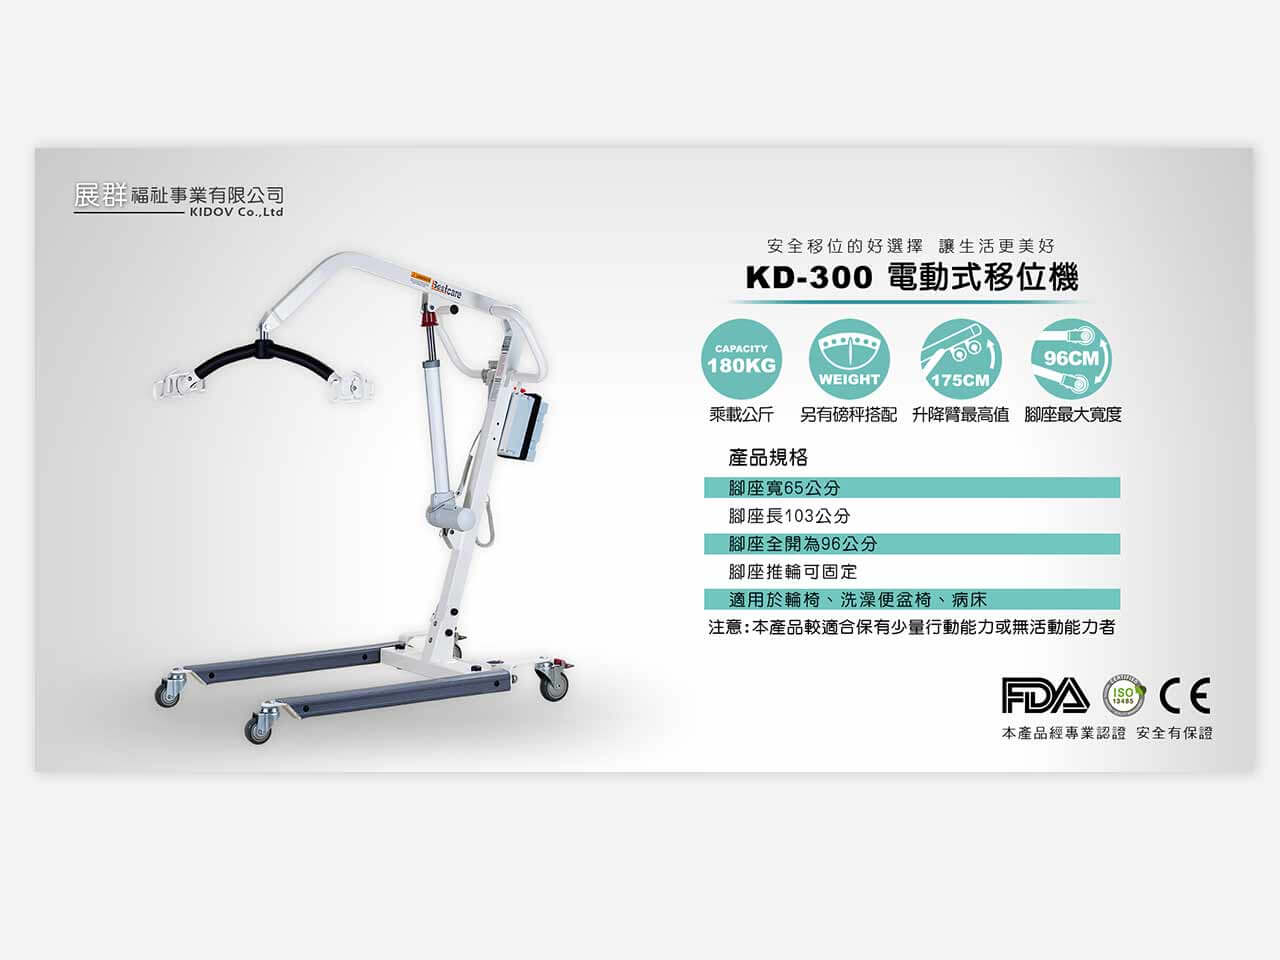 展群福祉事業有限公司
KIDOV Co.,Ltd
安全移位的好選擇 讓生活更美好
KD-300 電動式移位機
Bestcare
CAPACITY
180KG
WEIGHT
175CM
96CM
乘載公斤 另有磅秤搭配 升降臂最高值 腳座最大寬度
產品規格
腳座寬65公分
腳座長103公分
腳座全開為96公分
腳座推輪可固定
適用於輪椅、洗澡便盆椅、病床
注意:本產品較適合保有少量行動能力或無活動能力者
FDA
CERTIFIED
ISO
13485
CE
本產品經專業認證 安全有保證